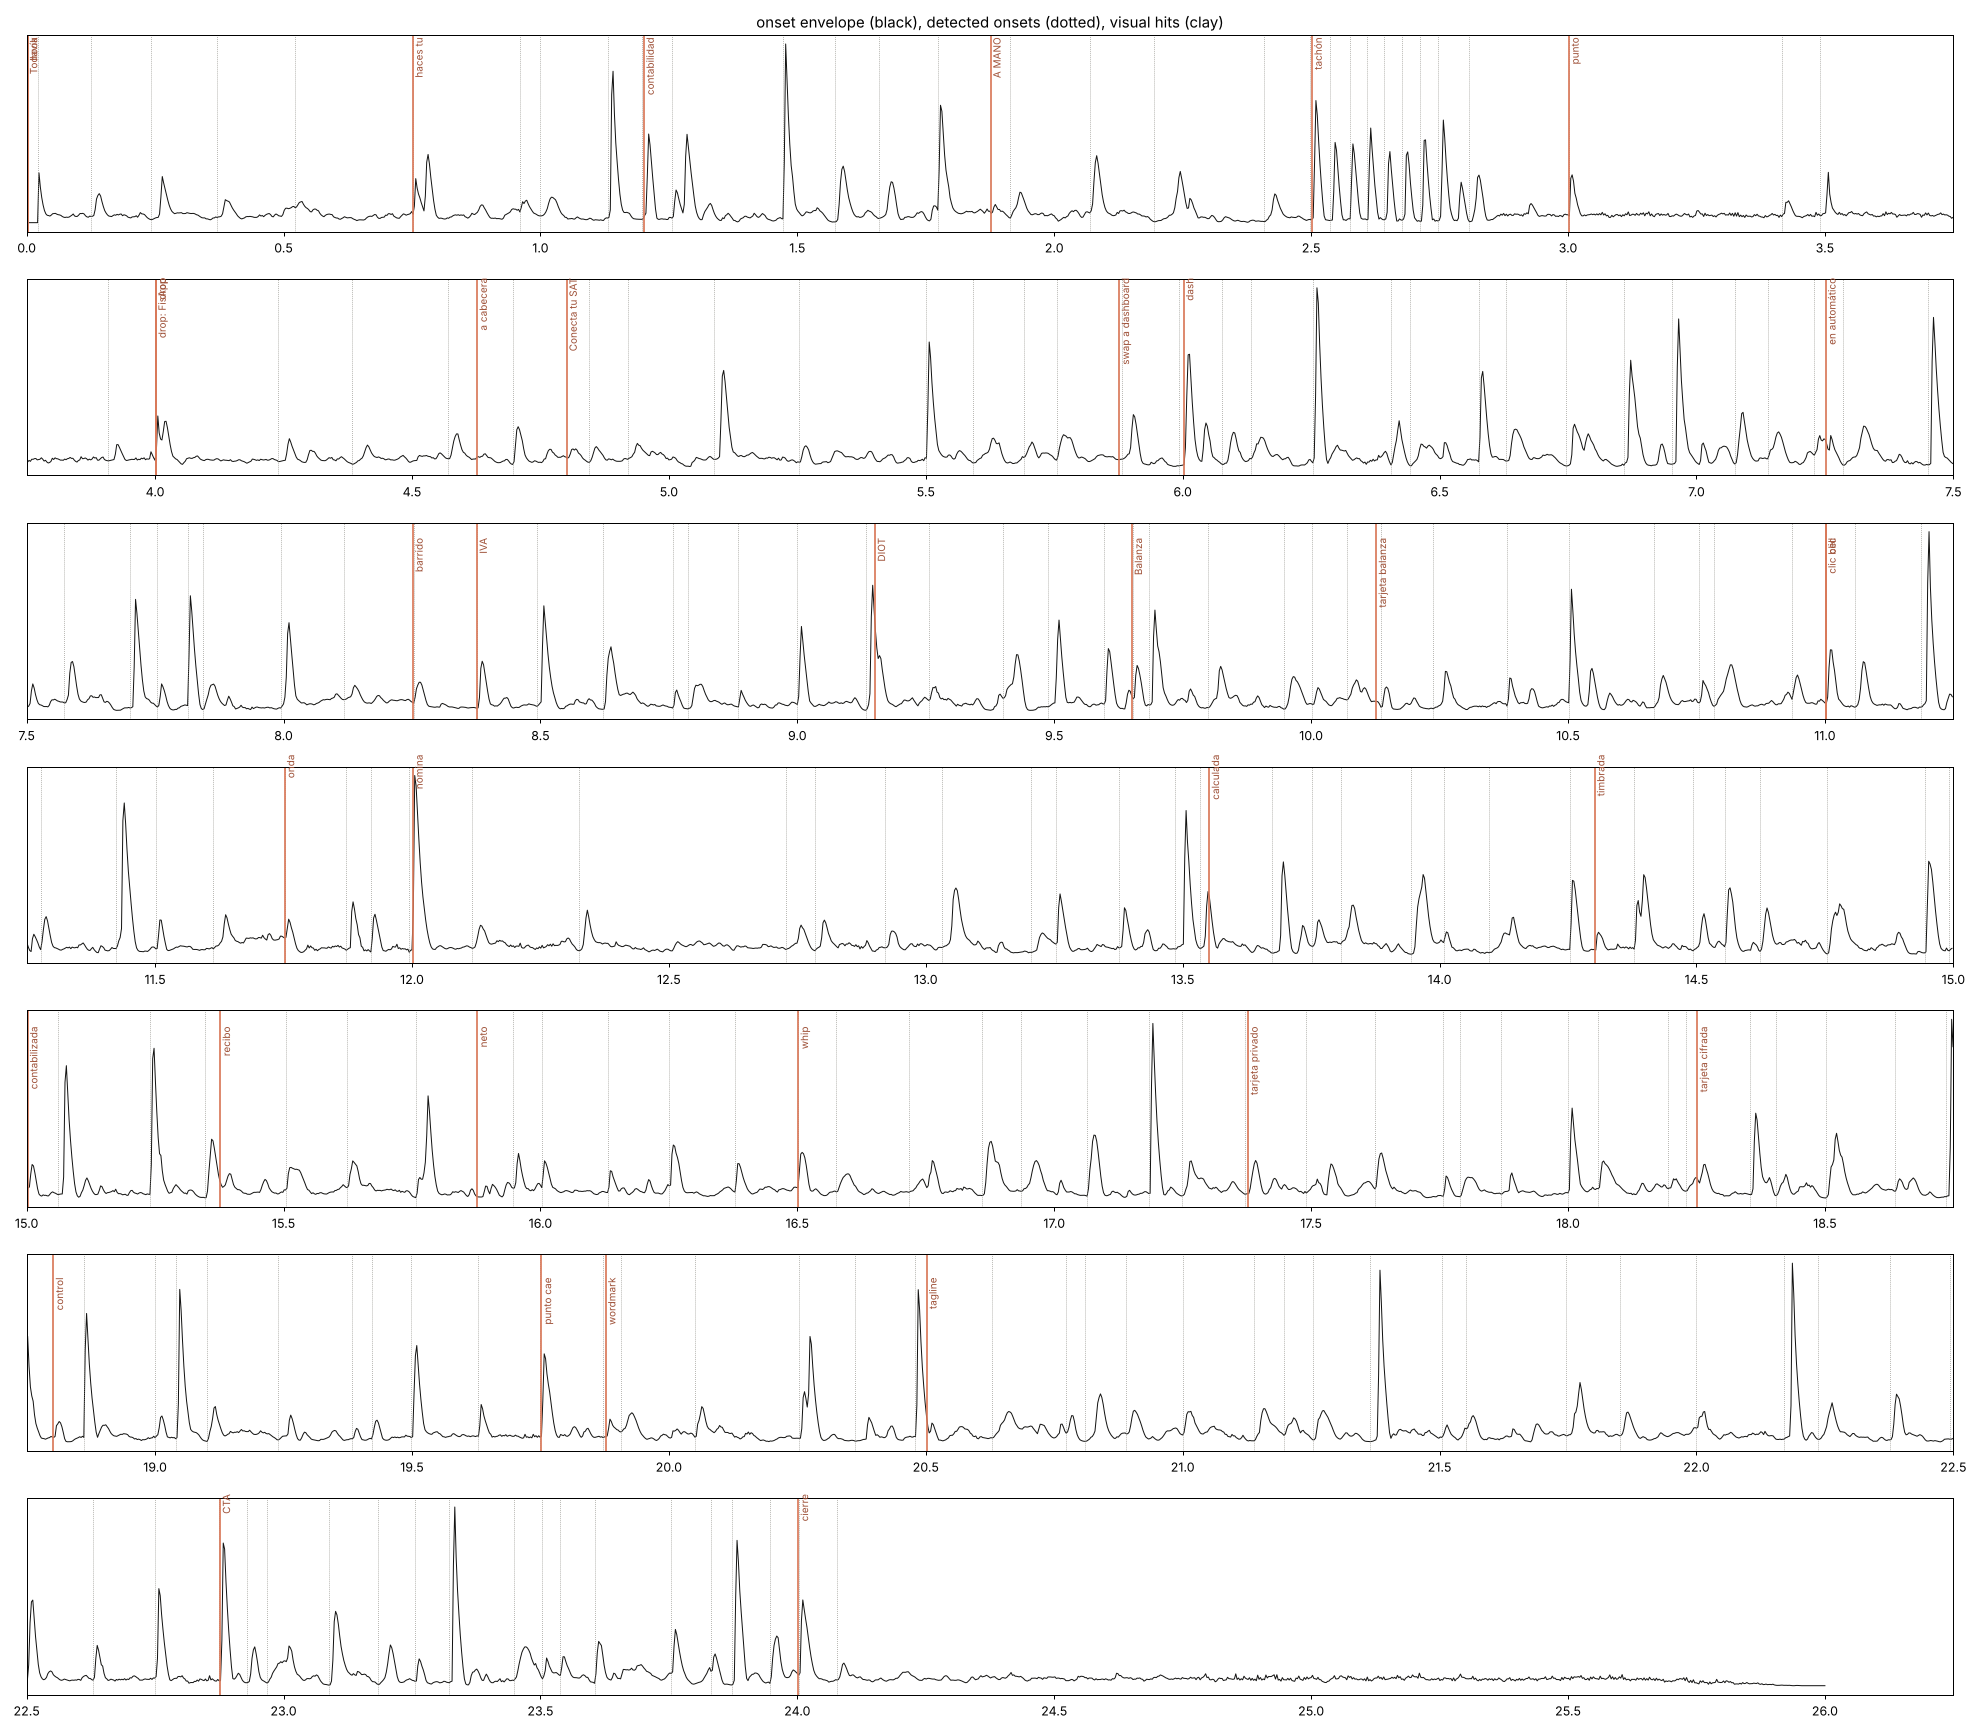 onset envelope (black), detected onsets (dotted), visual hits (clay)
haces tu
contabilidad
A MANO
tachón
punto
0.0 0.5 1.0 1.5 2.0 2.5 3.0 3.5
a cabecera
Conecta tu SAT
swap a dashboard
dash
en automático
4.0 4.5 5.0 5.5 6.0 6.5 7.0 7.5
barrido
IVA
DIOT
Balanza
tarjeta balanza
7.5 8.0 8.5 9.0 9.5 10.0 10.5 11.0
onda
nomina
calculada
timbrada
11.5 12.0 12.5 13.0 13.5 14.0 14.5 15.0
contabilizada
recibo
neto
whip
tarjeta privado
tarjeta cifrada
15.0 15.5 16.0 16.5 17.0 17.5 18.0 18.5
control
punto cae
wordmark
tagline
19.0 19.5 20.0 20.5 21.0 21.5 22.0 22.5
CTA
cierre
22.5 23.0 23.5 24.0 24.5 25.0 25.5 26.0